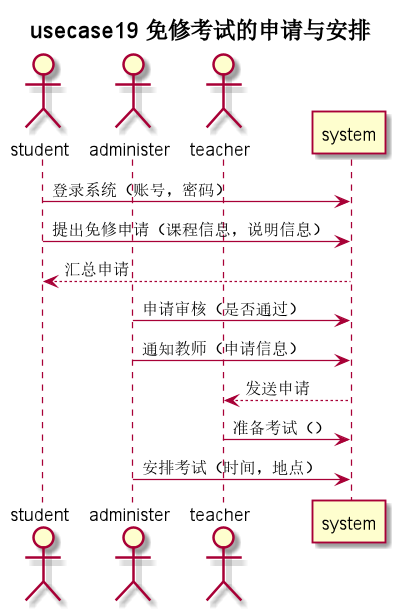 usecase19 免修考试的申请与安排
student administer teacher system
登录系统（账号，密码）
提出免修申请（课程信息，说明信息）
汇总申请
申请审核（是否通过）
通知教师（申请信息）
发送申请
准备考试（）
安排考试（时间，地点）
student administer teacher system